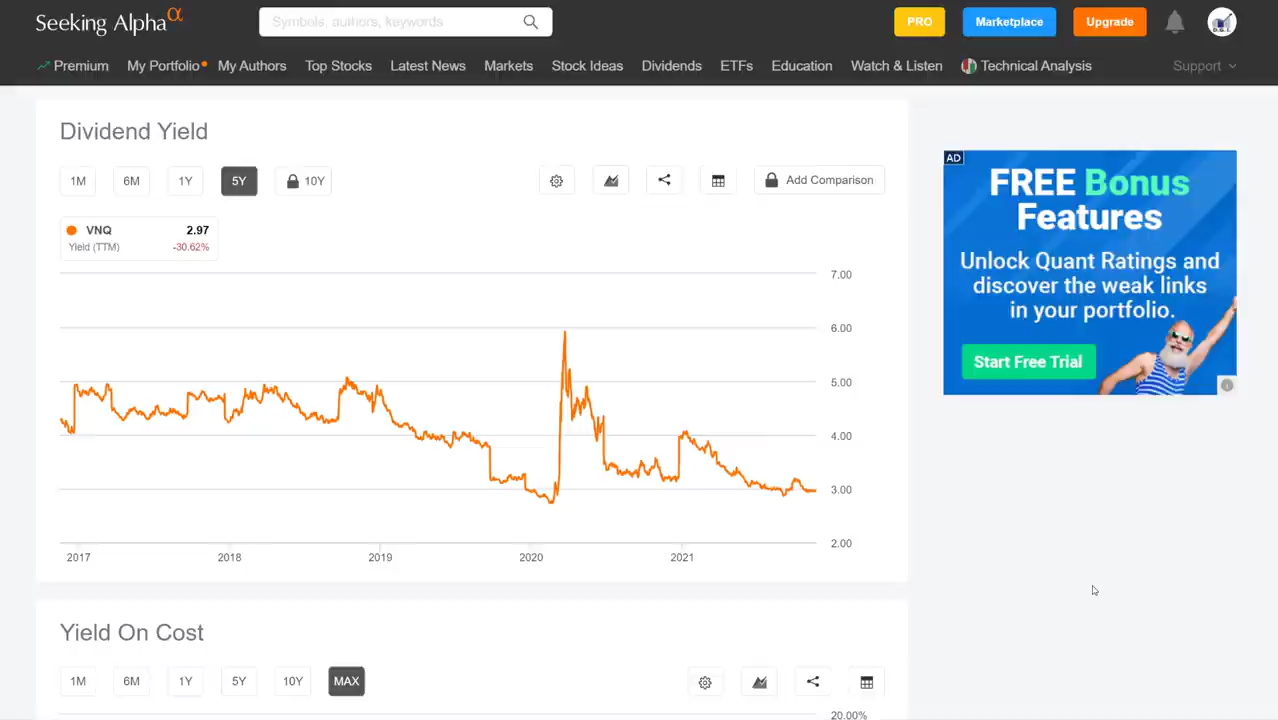 Seeking Alpha α
Symbols, authors, keywords
PRO
Marketplace
Upgrade
Premium My Portfolio My Authors Top Stocks Latest News Markets Stock Ideas Dividends ETFs Education Watch & Listen Technical Analysis Support
Dividend Yield
1M 6M 1Y 5Y 10Y Add Comparison
VNQ 2.97
Yield (TTM) -30.62%
7.00
6.00
5.00
4.00
3.00
2.00
2017 2018 2019 2020 2021
AD
FREE Bonus
Features
Unlock Quant Ratings and
discover the weak links
in your portfolio.
Start Free Trial
Yield On Cost
1M 6M 1Y 5Y 10Y MAX
20.00%